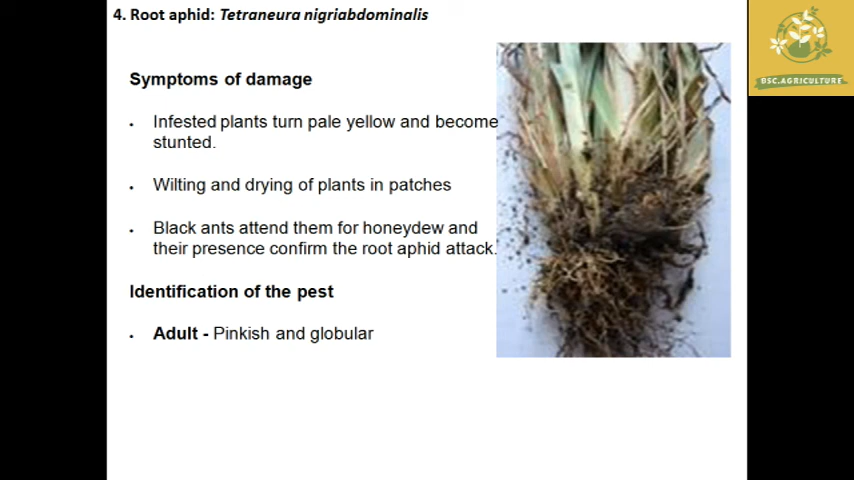 4. Root aphid: Tetraneura nigriabdominalis
BSC.AGRICULTURE
Symptoms of damage
• Infested plants turn pale yellow and become
stunted.
• Wilting and drying of plants in patches
• Black ants attend them for honeydew and
their presence confirm the root aphid attack.
Identification of the pest
• Adult - Pinkish and globular